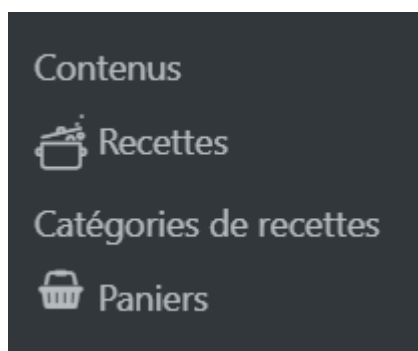 Contenus
Recettes
Catégories de recettes
Paniers